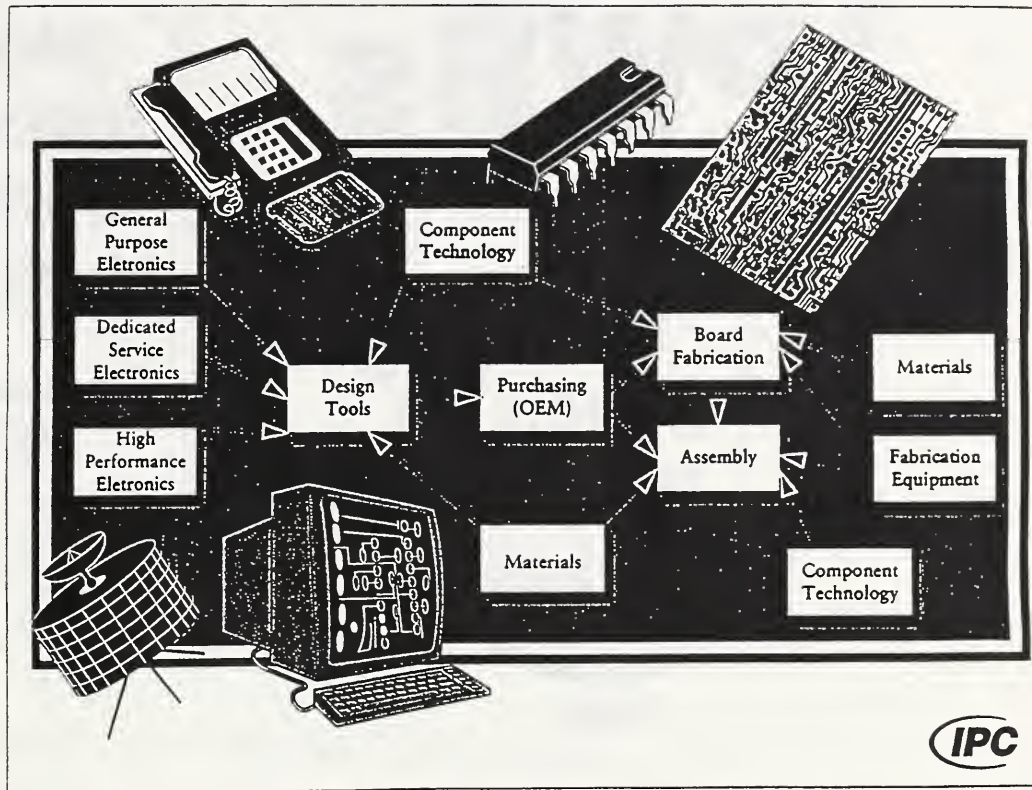 General
Purpose
Eletronics
Component
Technology
Dedicated
Service
Electronics
Design
Tools
Purchasing
(OEM)
Board
Fabrication
Materials
High
Performance
Eletronics
Assembly
Fabrication
Equipment
Materials
Component
Technology
IPC